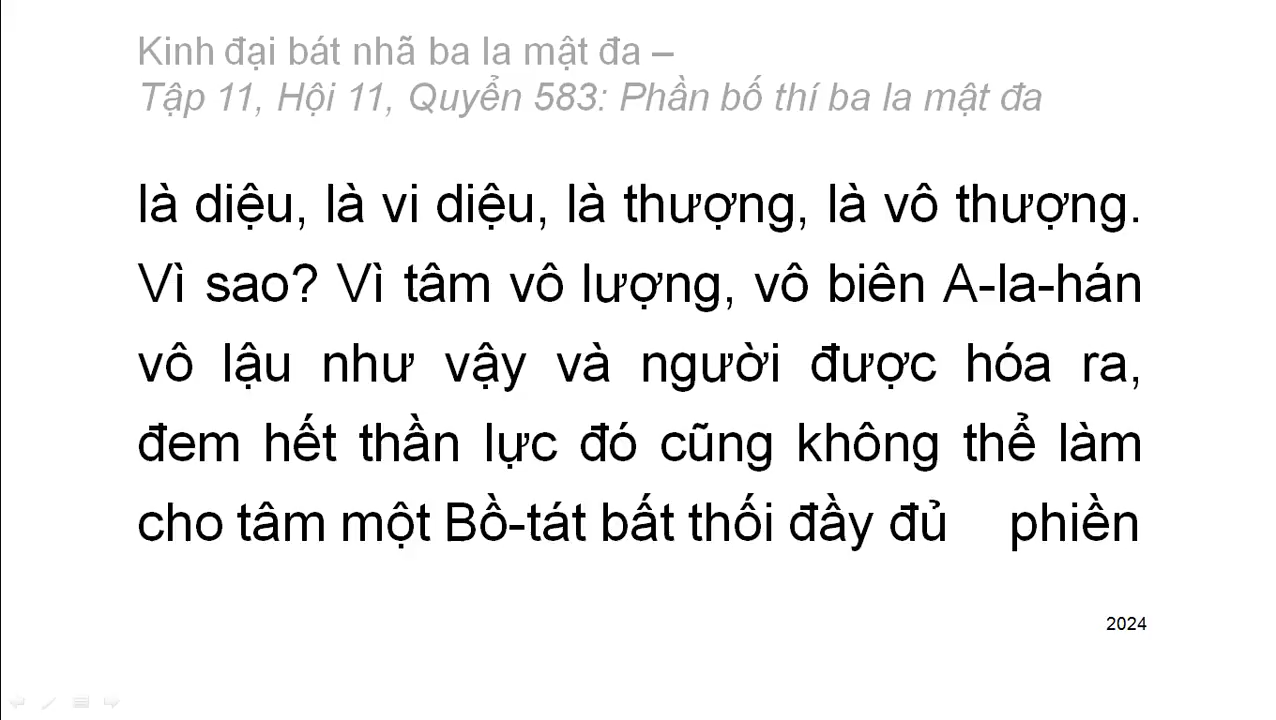 Kinh đại bát nhã ba la mật đa –
Tập 11, Hội 11, Quyển 583: Phần bố thí ba la mật đa
là diệu, là vi diệu, là thượng, là vô thượng.
Vì sao? Vì tâm vô lượng, vô biên A-la-hán
vô lậu như vậy và người được hóa ra,
đem hết thần lực đó cũng không thể làm
cho tâm một Bồ-tát bất thối đầy đủ phiền
2024